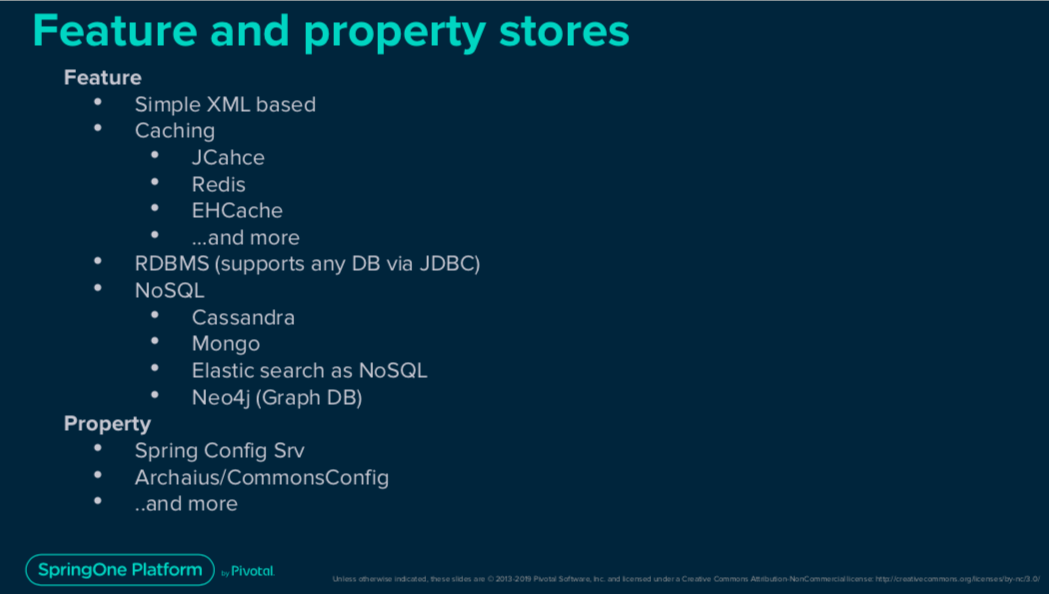 Feature and property stores
Feature
• Simple XML based
• Caching
• JCahce
• Redis
• EHCache
• ...and more
• RDBMS (supports any DB via JDBC)
• NoSQL
• Cassandra
• Mongo
• Elastic search as NoSQL
• Neo4j (Graph DB)
Property
• Spring Config Srv
• Archaius/CommonsConfig
• ..and more
SpringOne Platform by Pivotal.
Unless otherwise indicated, these slides are © 2013-2019 Pivotal Software, Inc. and licensed under a Creative Commons Attribution-NonCommercial license: http://creativecommons.org/licenses/by-nc/3.0/